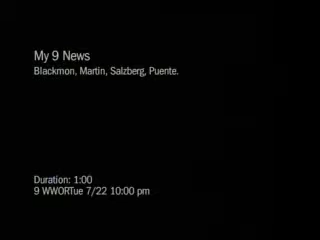 My 9 News
Blackmon, Martin, Salzberg, Puente.
Duration: 1:00
9 WWORTue 7/22 10:00 pm